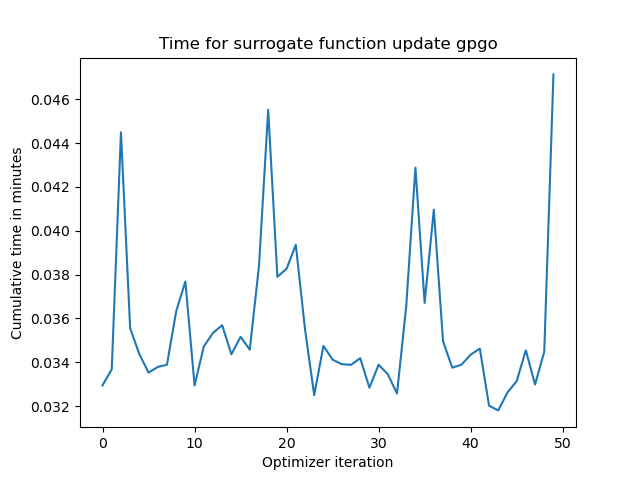 Time for surrogate function update gpgo
Cumulative time in minutes
0.046
0.044
0.042
0.040
0.038
0.036
0.034
0.032
0 10 20 30 40 50
Optimizer iteration